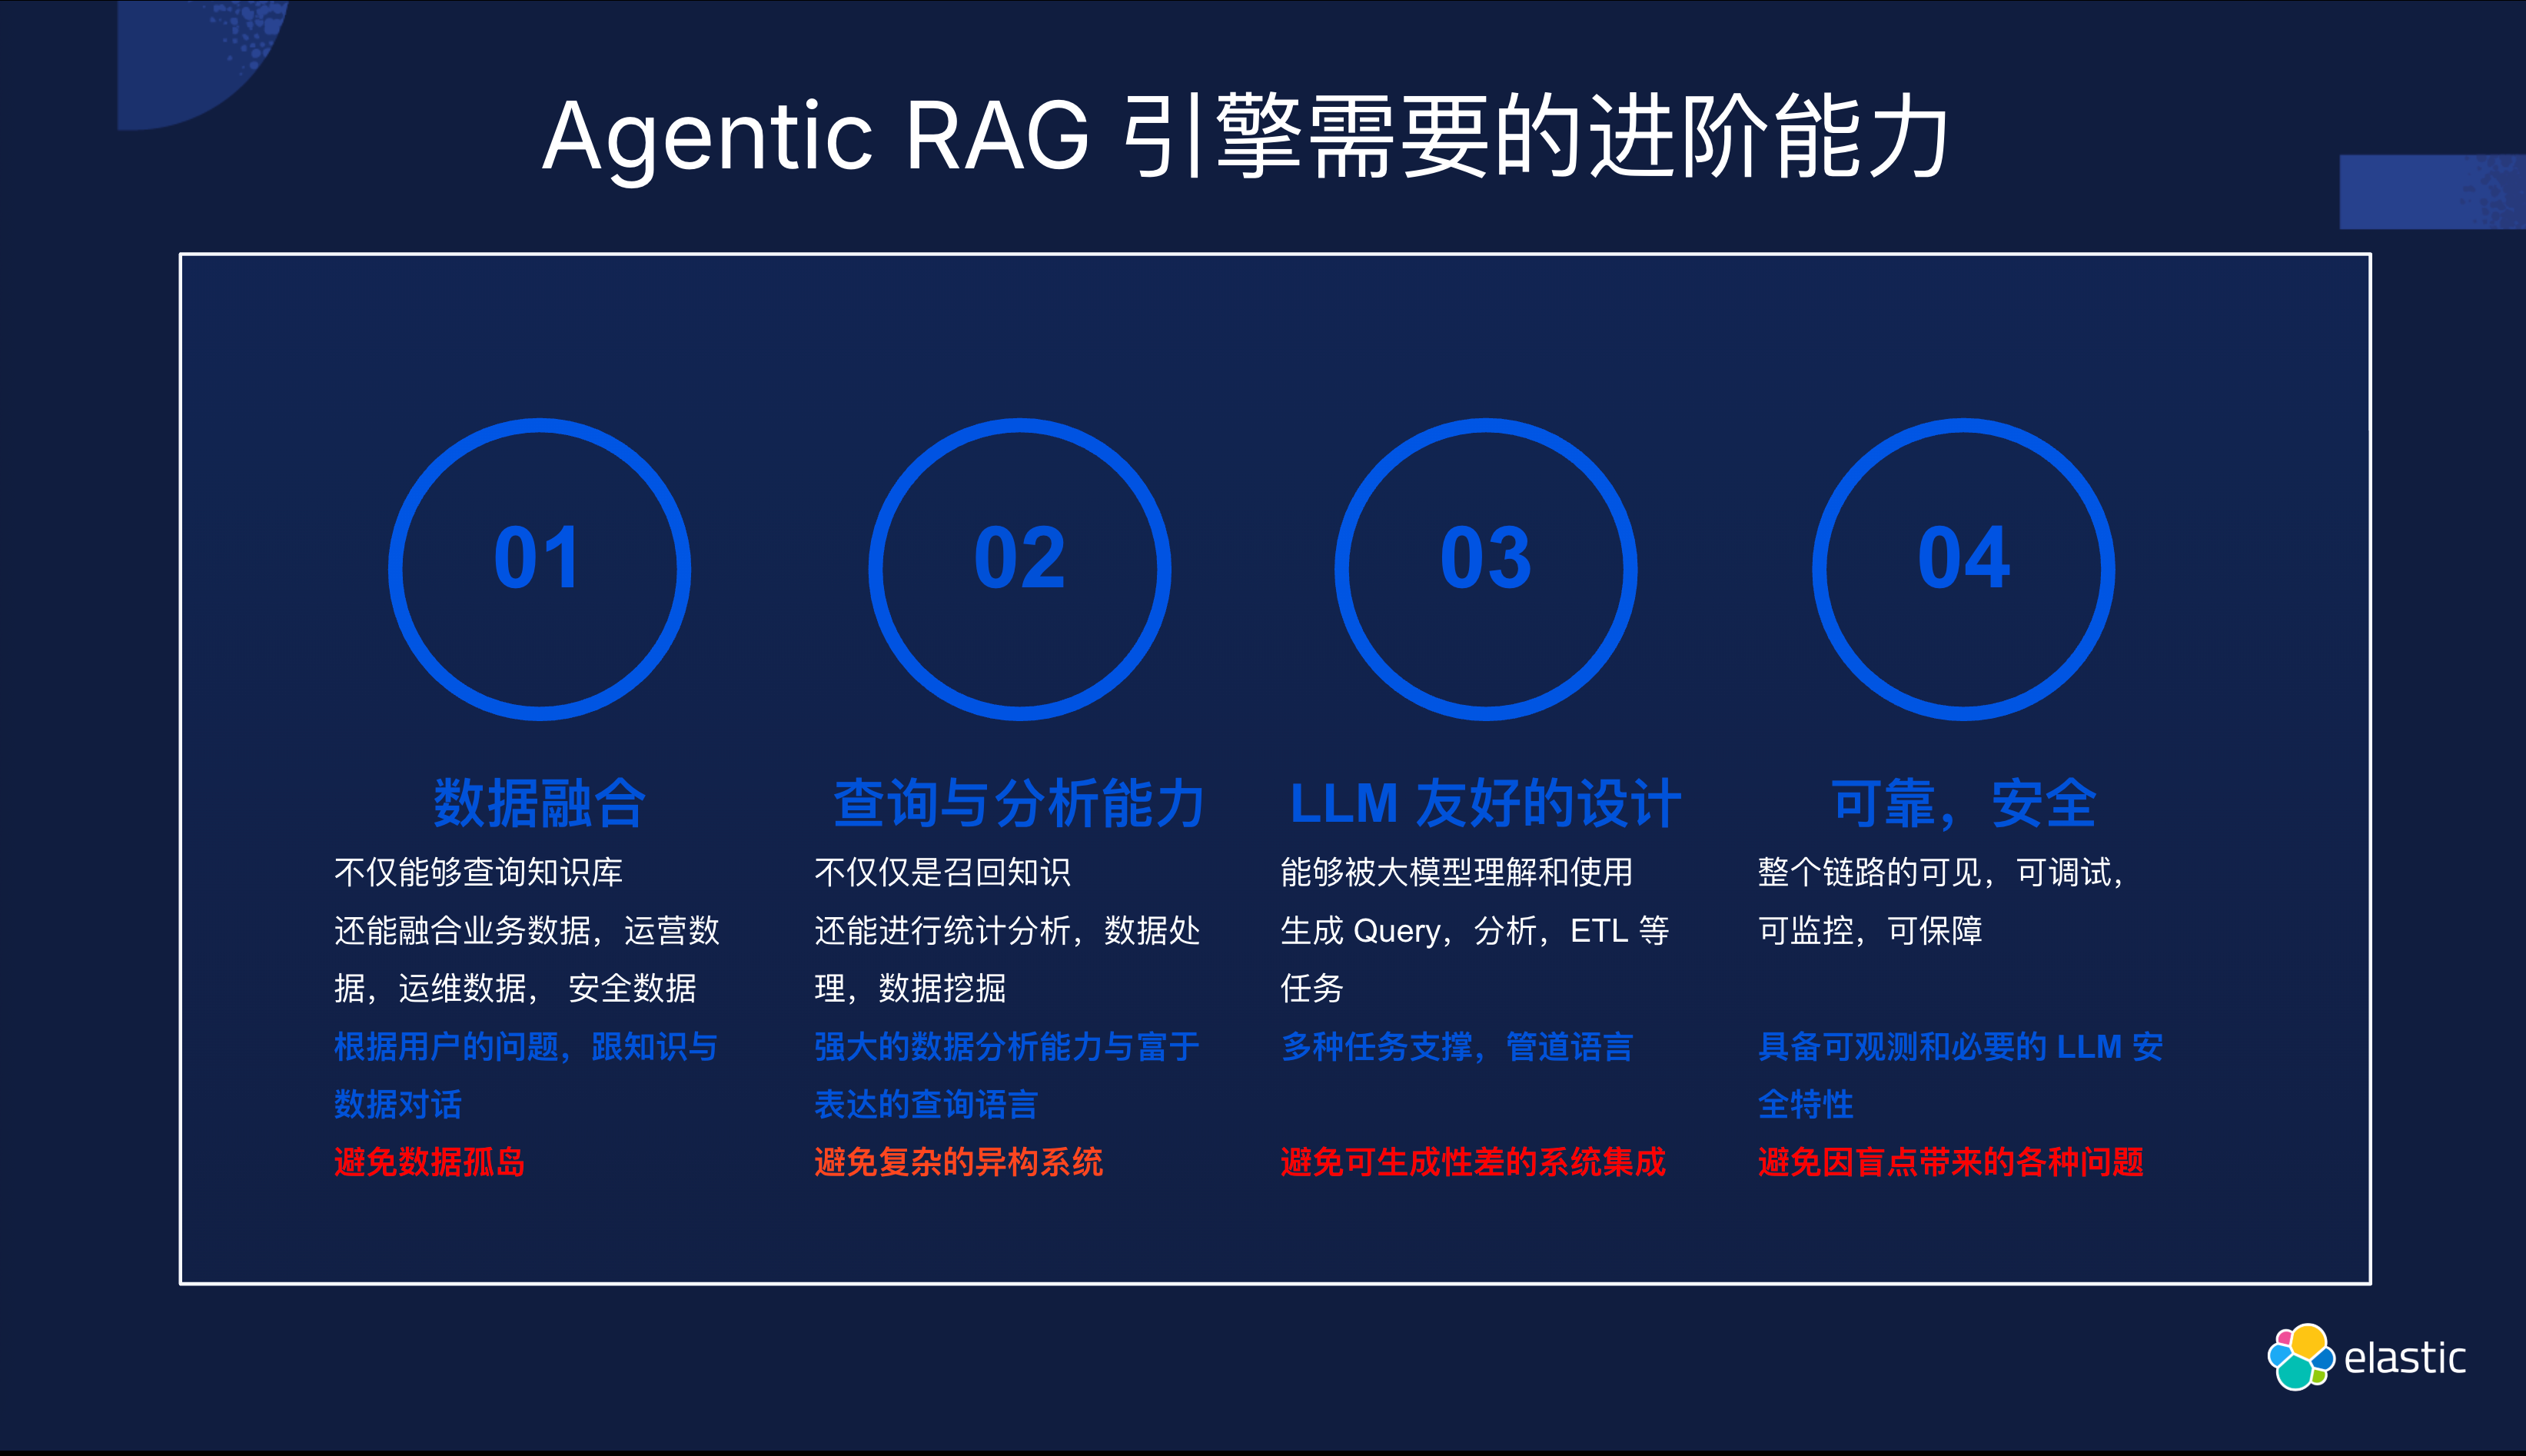 Agentic RAG 引擎需要的进阶能力
01
数据融合
不仅能够查询知识库
还能融合业务数据，运营数
据，运维数据， 安全数据
根据用户的问题，跟知识与
数据对话
避免数据孤岛
02
查询与分析能力
不仅仅是召回知识
还能进行统计分析，数据处
理，数据挖掘
强大的数据分析能力与富于
表达的查询语言
避免复杂的异构系统
03
LLM 友好的设计
能够被大模型理解和使用
生成 Query，分析，ETL 等
任务
多种任务支撑，管道语言
避免可生成性差的系统集成
04
可靠，安全
整个链路的可见，可调试，
可监控，可保障
具备可观测和必要的 LLM 安
全特性
避免因盲点带来的各种问题
elastic